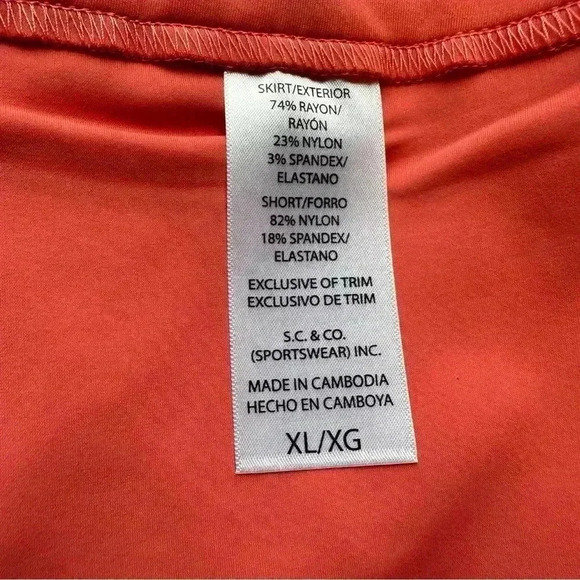 SKIRT/EXTERIOR
74% RAYON/
RAYÓN
23% NYLON
3% SPANDEX/
ELASTANO
SHORT/FORRO
82% NYLON
18% SPANDEX/
ELASTANO
EXCLUSIVE OF TRIM
EXCLUSIVO DE TRIM
S.C. & CO.
(SPORTSWEAR) INC.
MADE IN CAMBODIA
HECHO EN CAMBOYA
XL/XG